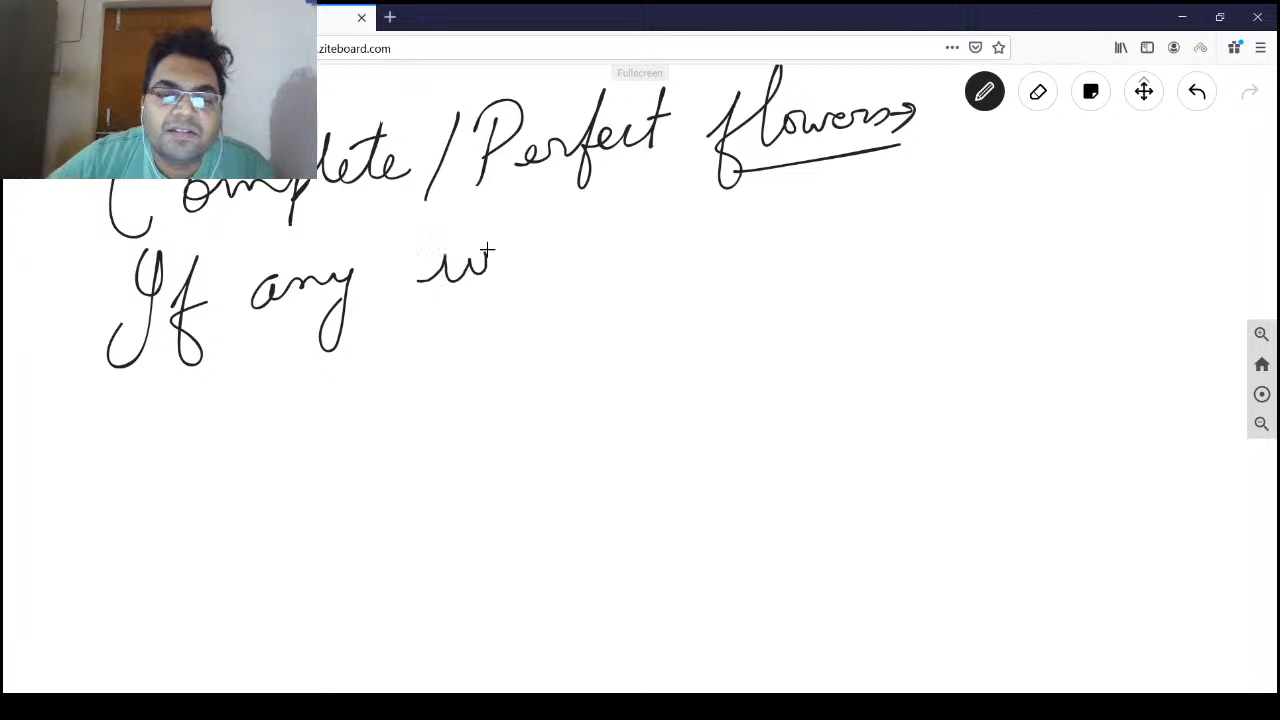 .ziteboard.com
Fullscreen
Complete/Perfect flowers→
If any